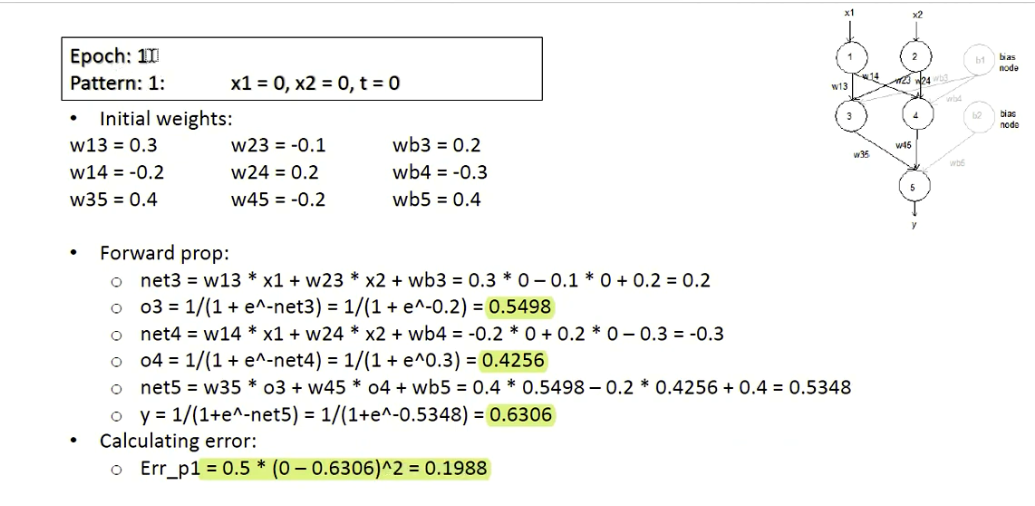 Epoch: 1
Pattern: 1: x1 = 0, x2 = 0, t = 0
• Initial weights:
w13 = 0.3 w23 = -0.1 wb3 = 0.2
w14 = -0.2 w24 = 0.2 wb4 = -0.3
w35 = 0.4 w45 = -0.2 wb5 = 0.4
• Forward prop:
o net3 = w13 * x1 + w23 * x2 + wb3 = 0.3 * 0 – 0.1 * 0 + 0.2 = 0.2
o o3 = 1/(1 + e^-net3) = 1/(1 + e^-0.2) = 0.5498
o net4 = w14 * x1 + w24 * x2 + wb4 = -0.2 * 0 + 0.2 * 0 – 0.3 = -0.3
o o4 = 1/(1 + e^-net4) = 1/(1 + e^0.3) = 0.4256
o net5 = w35 * o3 + w45 * o4 + wb5 = 0.4 * 0.5498 – 0.2 * 0.4256 + 0.4 = 0.5348
o y = 1/(1+e^-net5) = 1/(1+e^-0.5348) = 0.6306
• Calculating error:
o Err_p1 = 0.5 * (0 – 0.6306)^2 = 0.1988
x1 x2
1 2 b1 bias
node
w13 w14 w23 w24 wb3
wb4
3 4 b2 bias
node
w35 w45 wb5
5
y